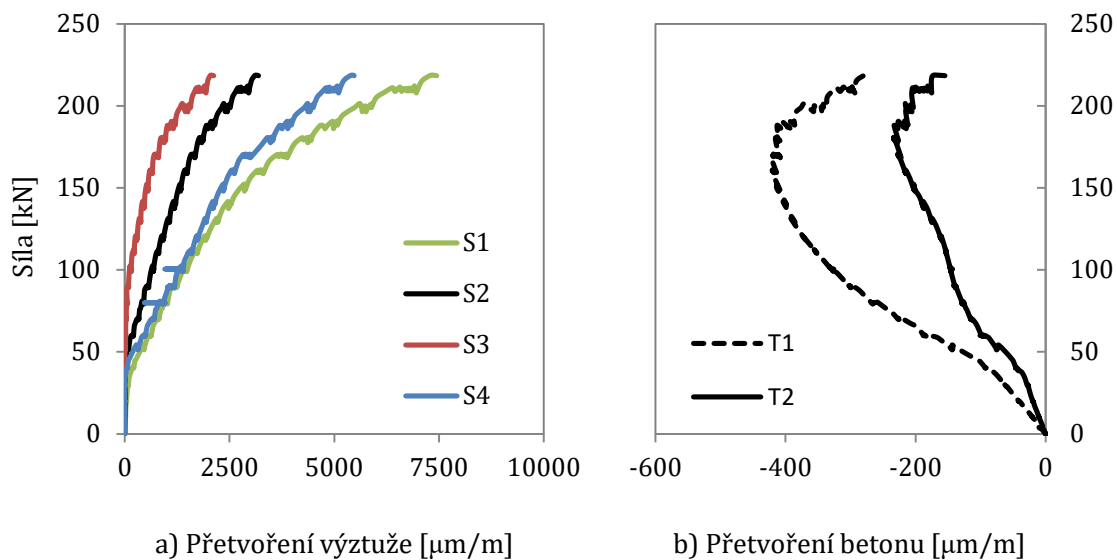 250
200
150
100
50
0
Síla [kN]
0 2500 5000 7500 10000
S1
S2
S3
S4
a) Přetvoření výztuže [μm/m]
250
200
150
100
50
0
-600 -400 -200 0
T1
T2
b) Přetvoření betonu [μm/m]